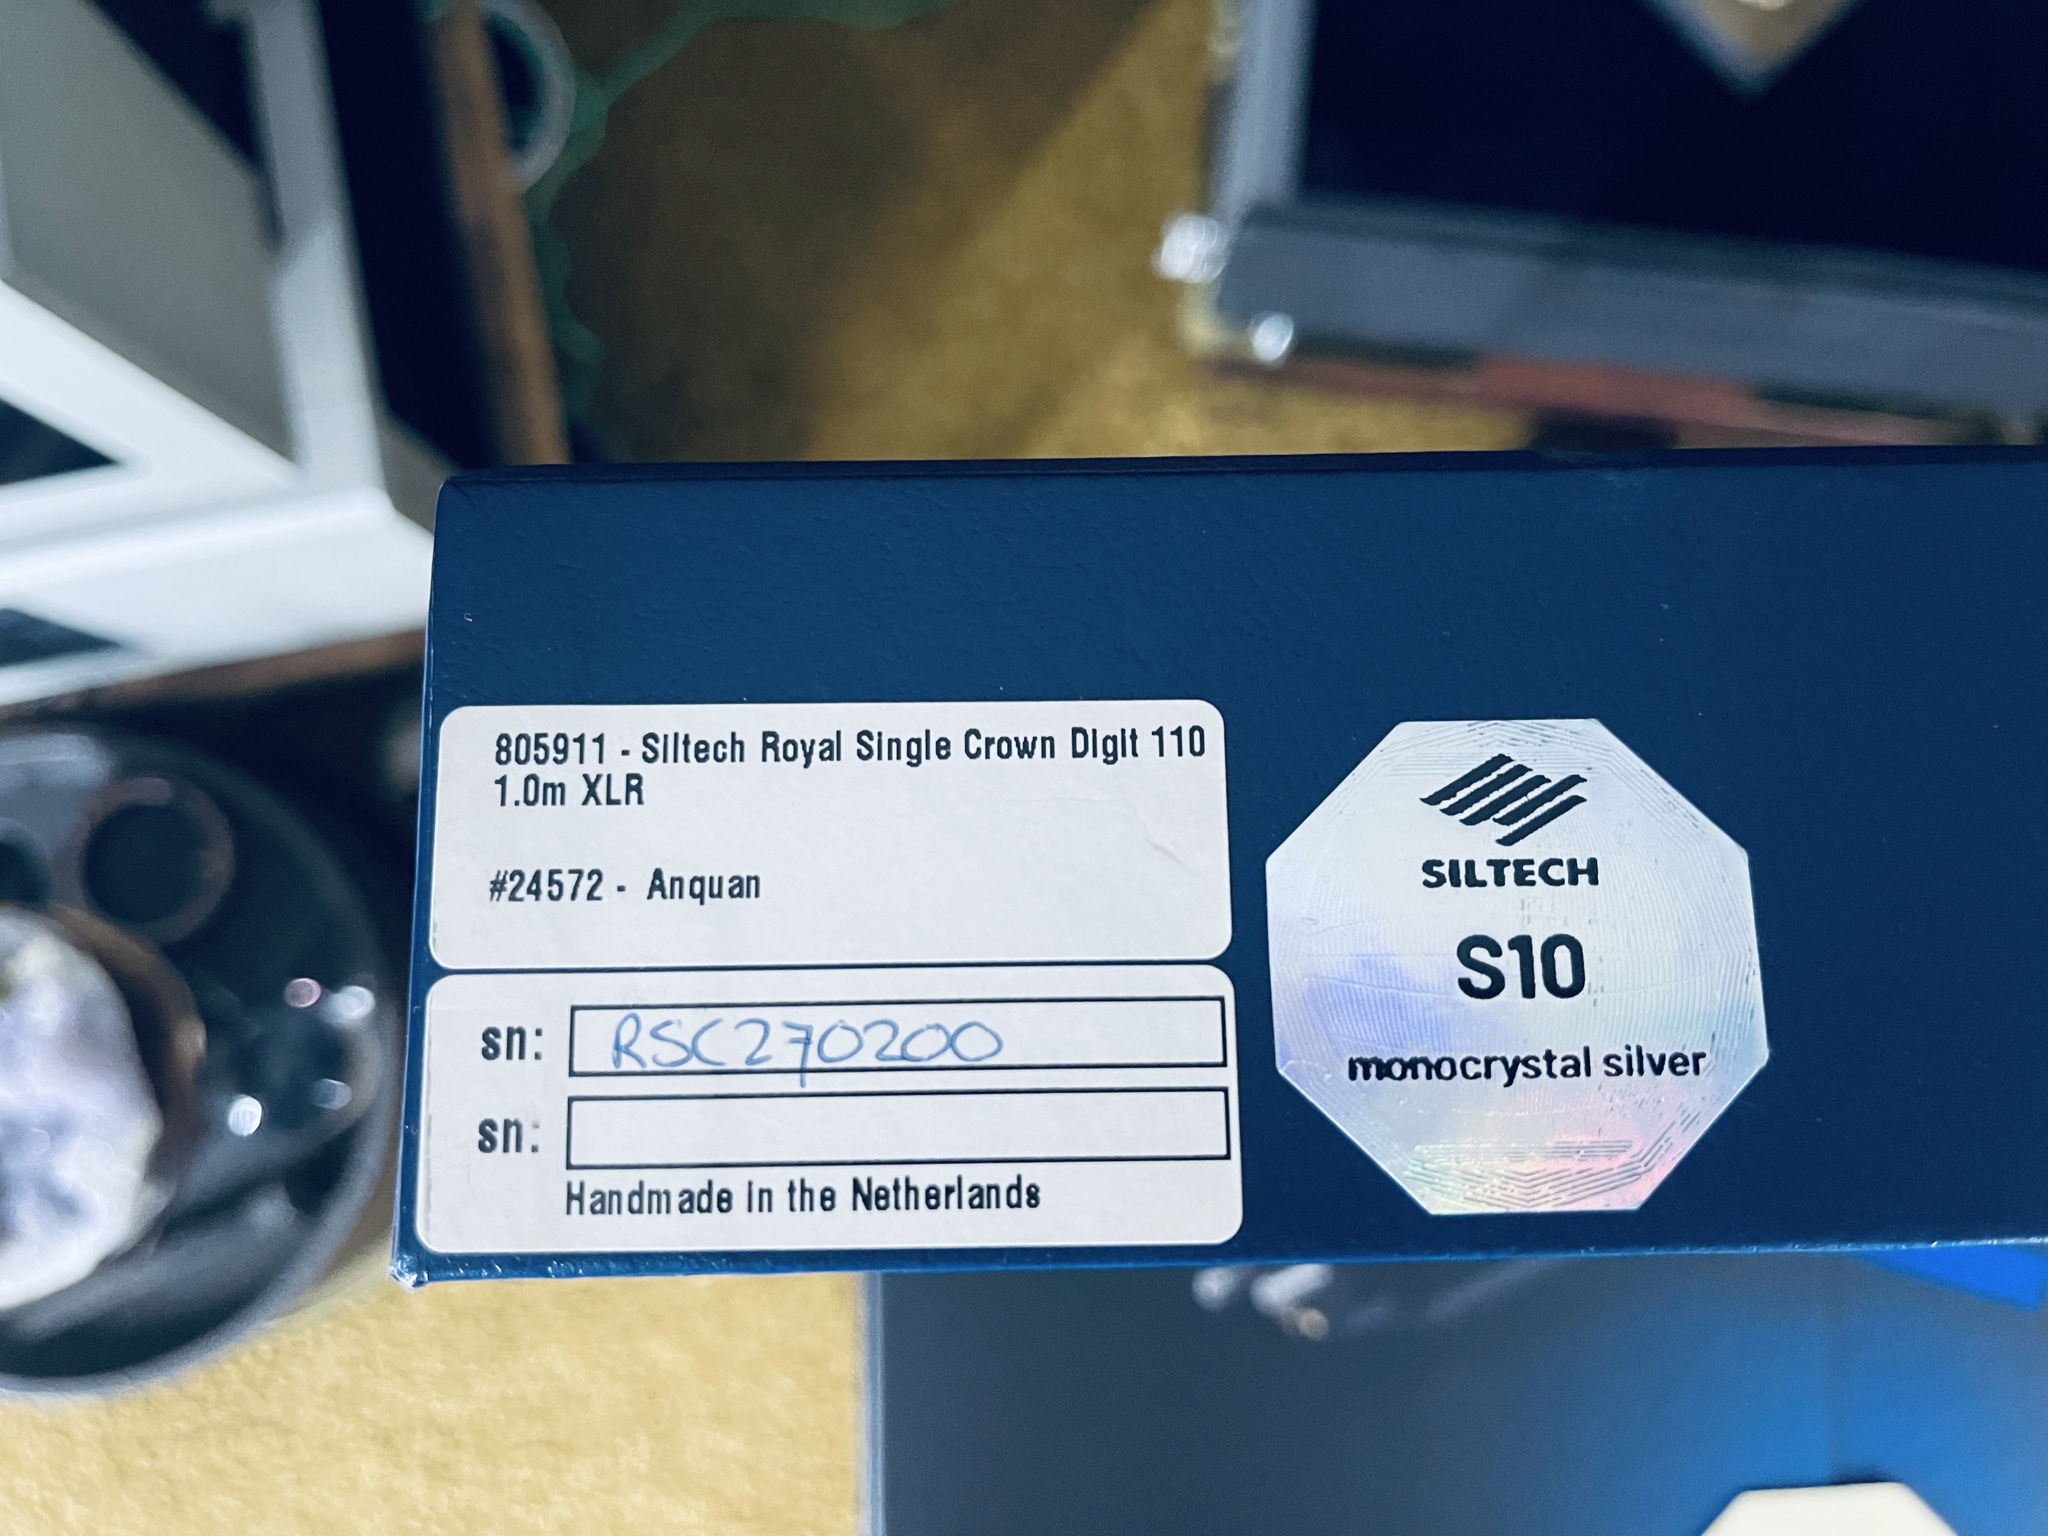 805911 - Siltech Royal Single Crown Digit 110
1.0m XLR
#24572 - Anquan
sn: RSC270200
sn:
Handmade in the Netherlands
SILTECH
S10
monocrystal silver